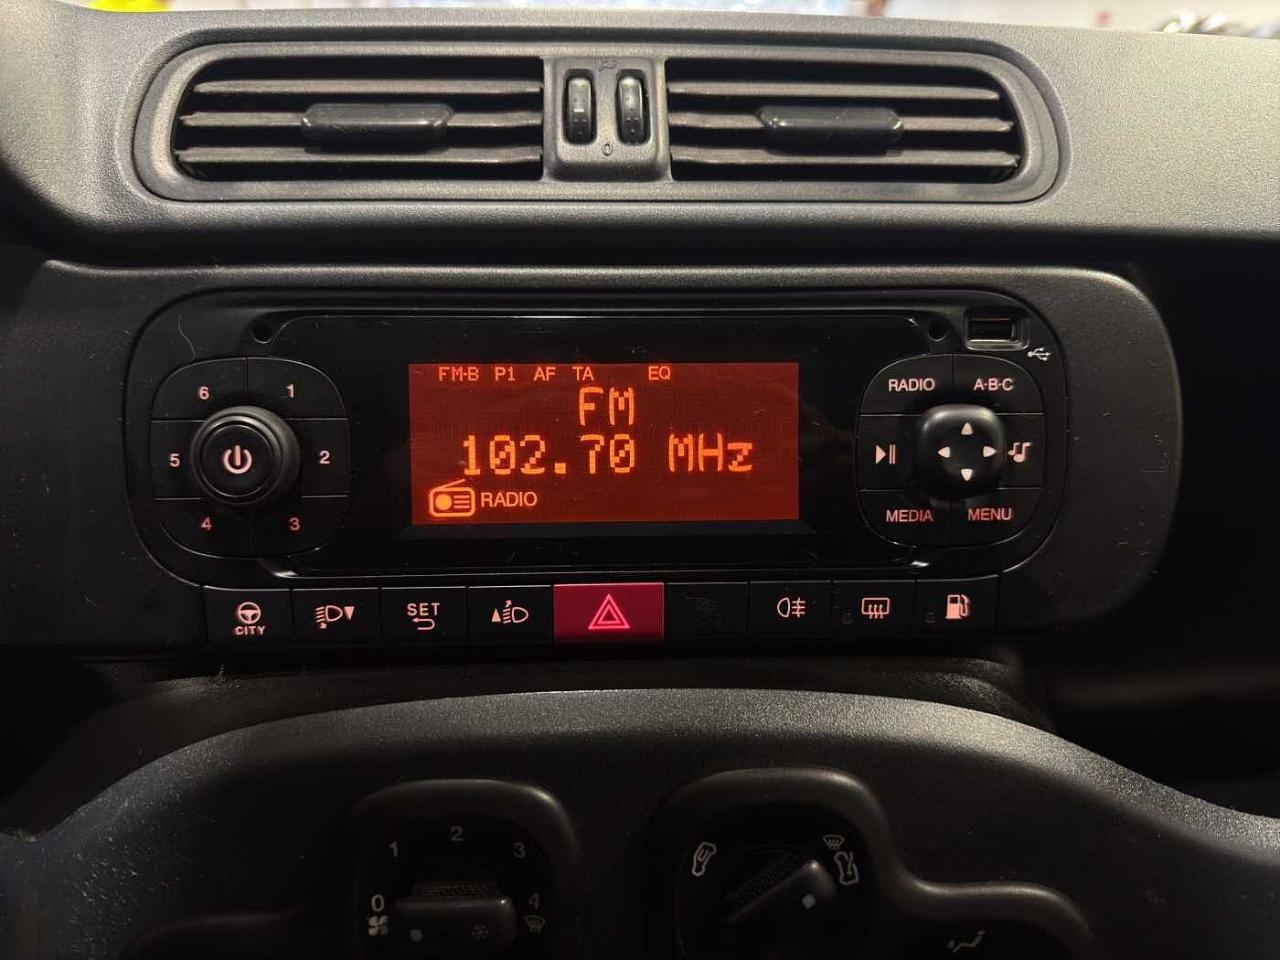 0
FM-B P1 AF TA EQ
FM
102.70 MHz
RADIO
6 1
5 2
4 3
RADIO A·B·C
MEDIA MENU
CITY
SET
0 1 2 3 4